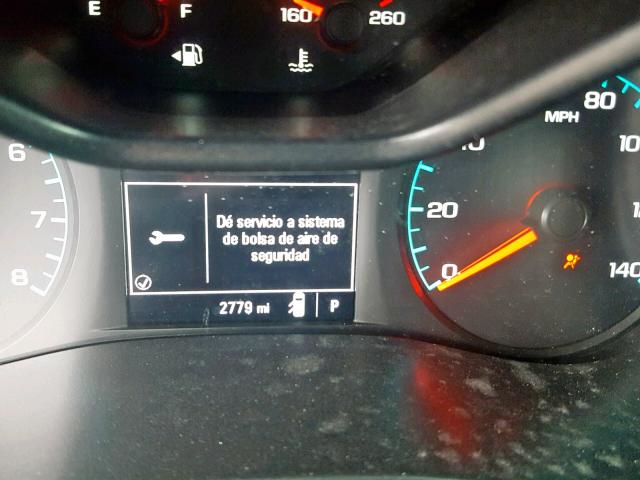 E F 160 260
MPH 80
6 20
7
8 0 140
Dé servicio a sistema
de bolsa de aire de
seguridad
2779 mi P